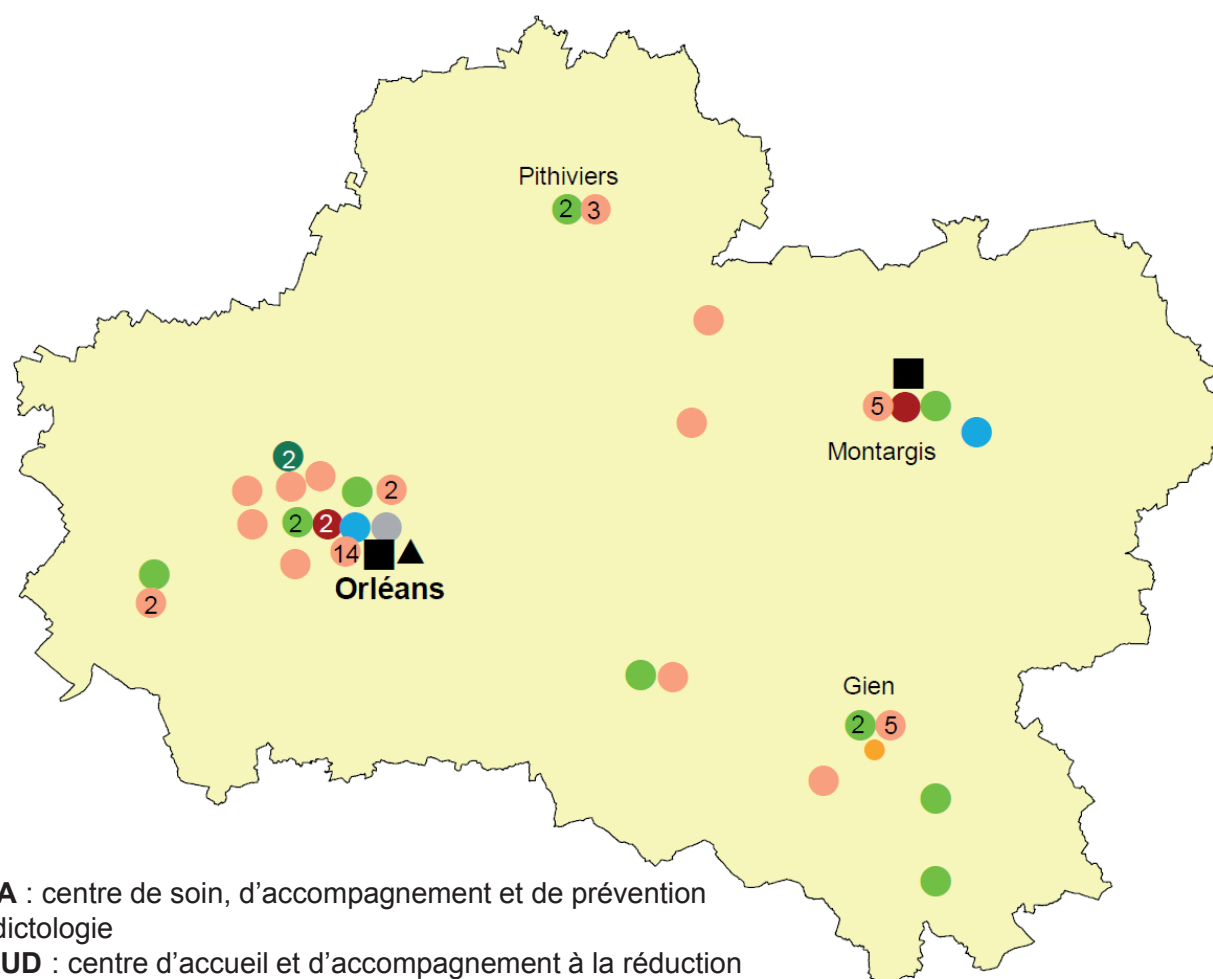 Pithiviers
2 3
5
Montargis
2
2
2 2
14
Orléans
2
Gien
2 5
A : centre de soin, d’accompagnement et de prévention
dictologie
UD : centre d’accueil et d’accompagnement à la réduction